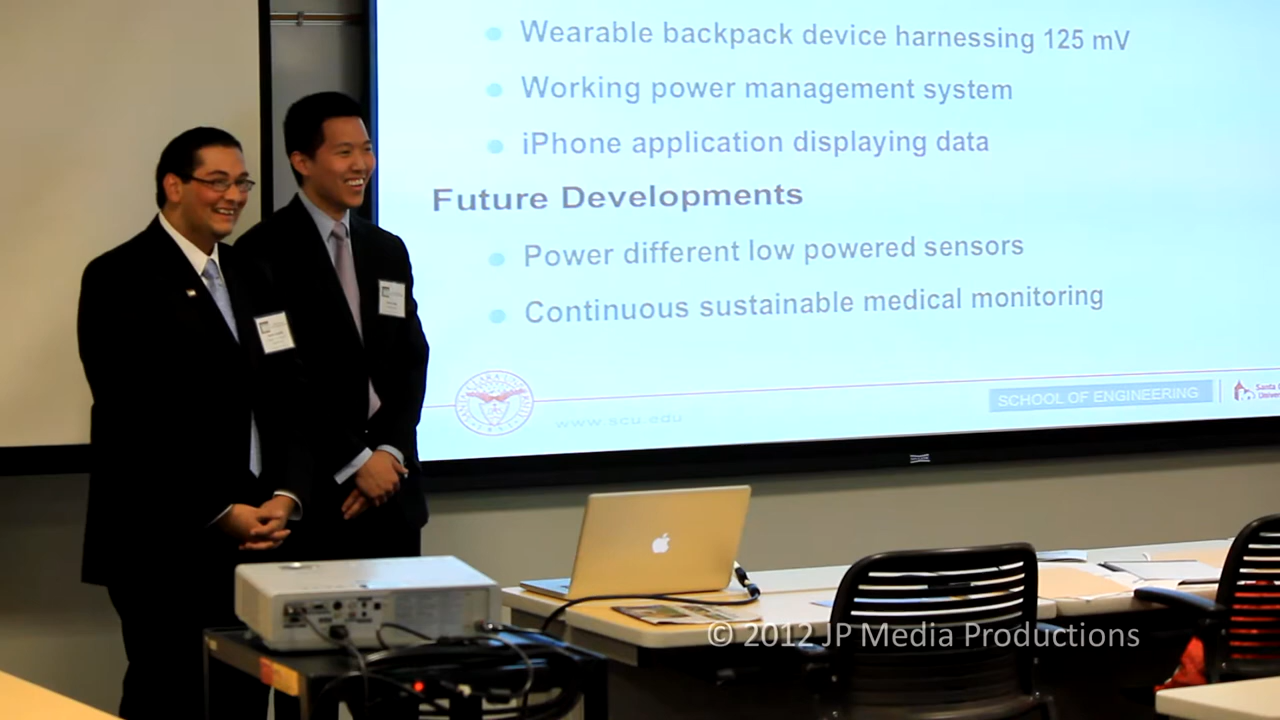 Wearable backpack device harnessing 125 mV
Working power management system
iPhone application displaying data
Future Developments
Power different low powered sensors
Continuous sustainable medical monitoring
SCHOOL OF ENGINEERING
www.scu.edu
© 2012 JP Media Productions